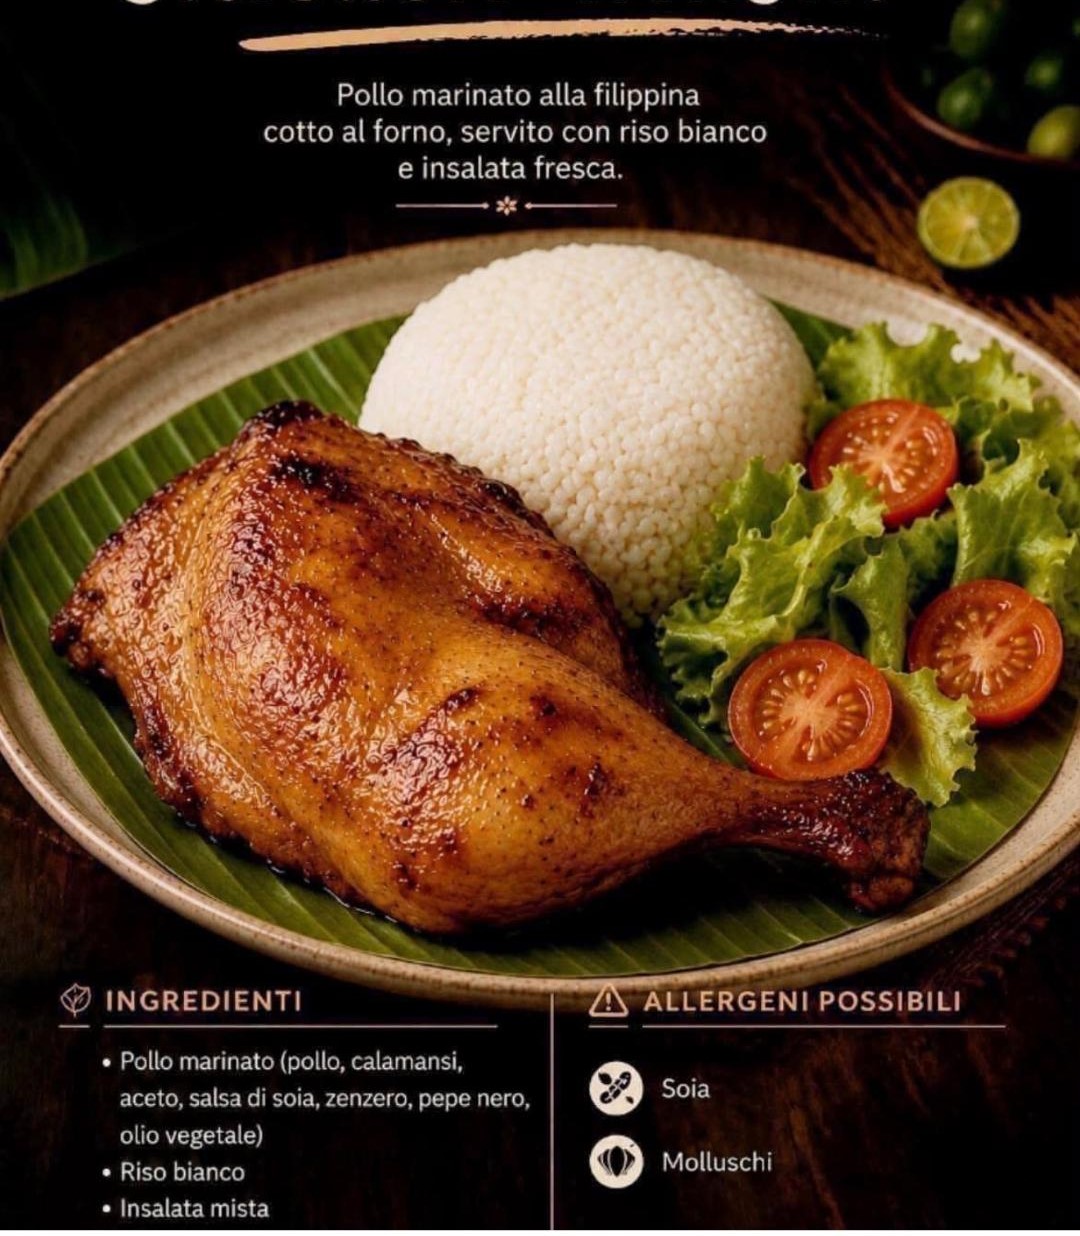 Pollo marinato alla filippina
cotto al forno, servito con riso bianco
e insalata fresca.
INGREDIENTI
• Pollo marinato (pollo, calamansi,
aceto, salsa di soia, zenzero, pepe nero,
olio vegetale)
• Riso bianco
• Insalata mista
ALLERGENI POSSIBILI
Soia
Molluschi